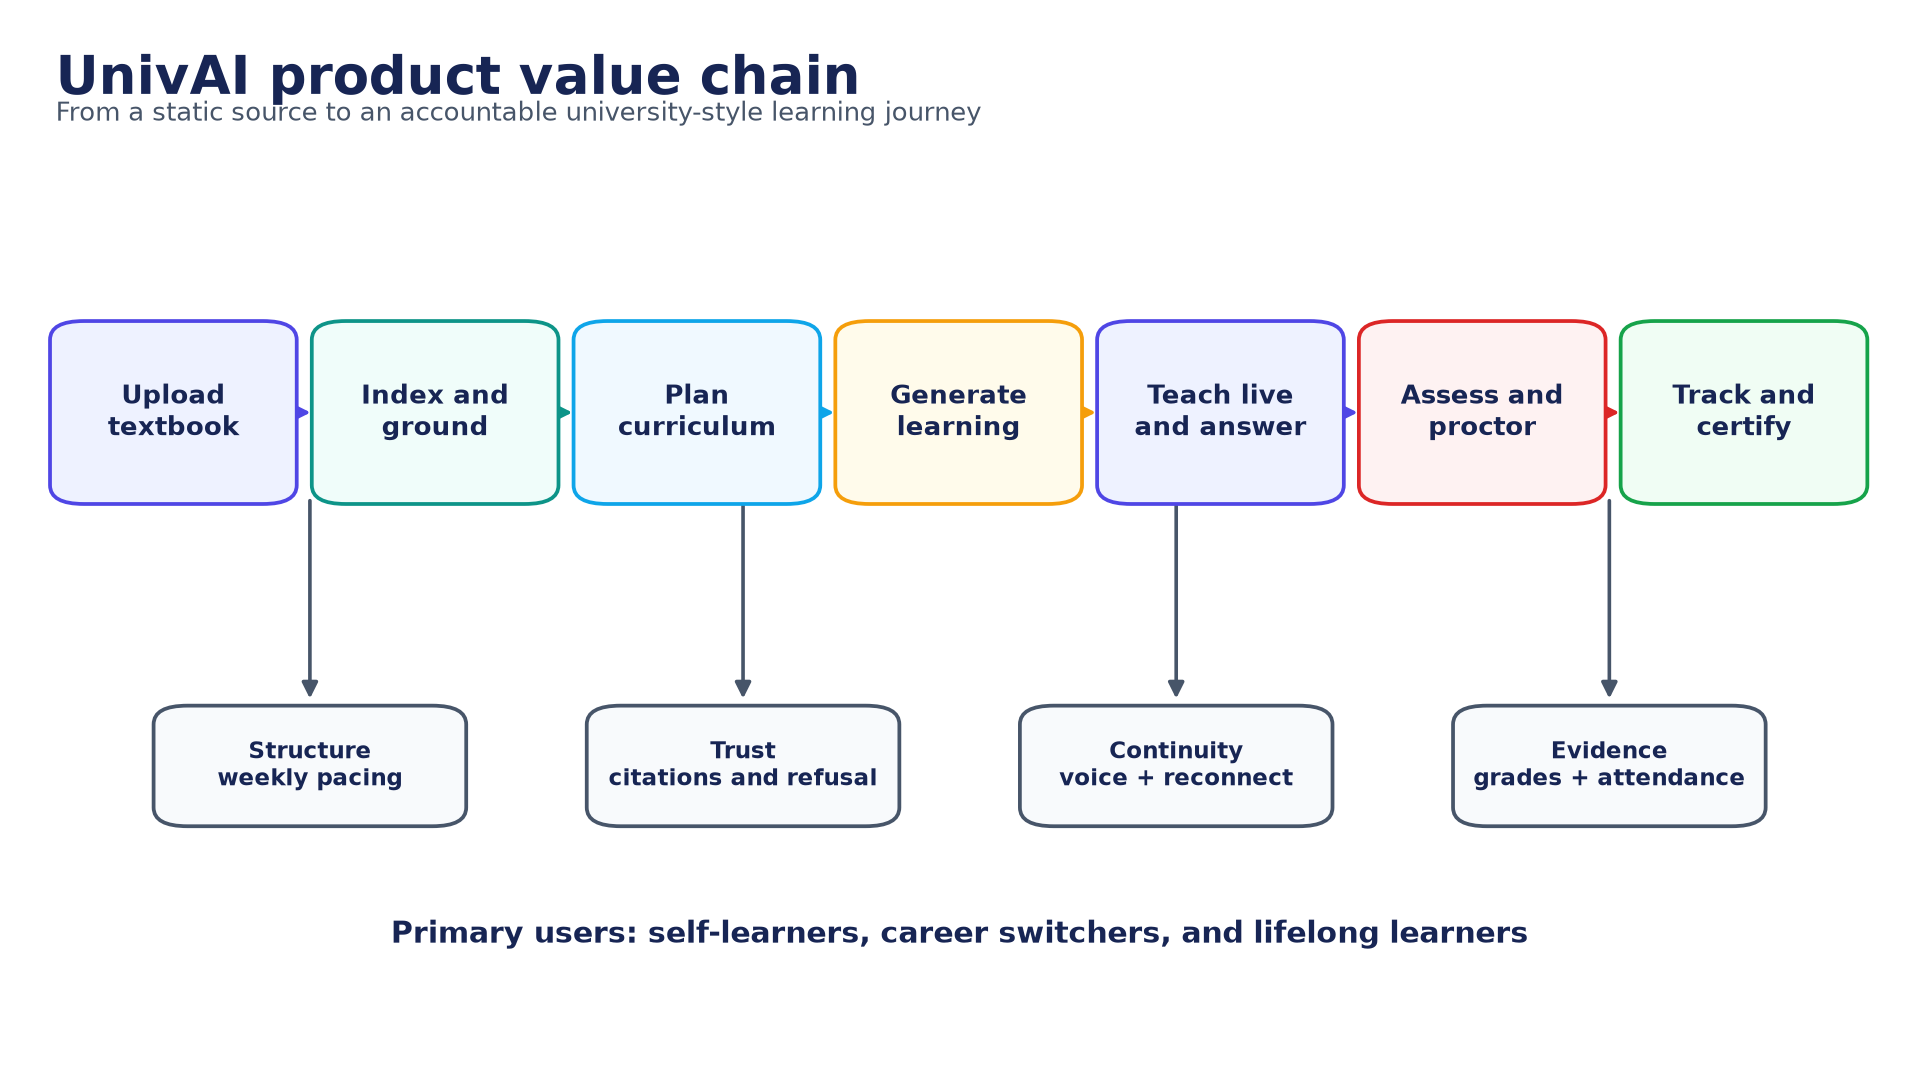 UnivAI product value chain
From a static source to an accountable university-style learning journey
Upload
textbook
Index and
ground
Plan
curriculum
Generate
learning
Teach live
and answer
Assess and
proctor
Track and
certify
Structure
weekly pacing
Trust
citations and refusal
Continuity
voice + reconnect
Evidence
grades + attendance
Primary users: self-learners, career switchers, and lifelong learners